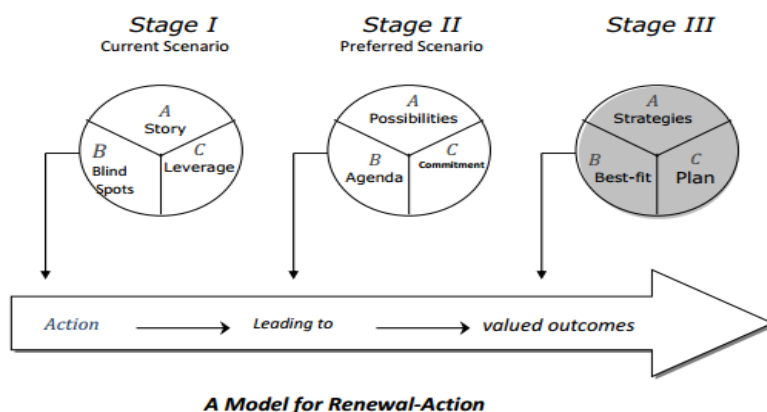 Stage I
Current Scenario
Stage II
Preferred Scenario
Stage III
A
Story
B
Blind
Spots
C
Leverage
A
Possibilities
B
Agenda
C
Commitment
A
Strategies
B
Best-fit
C
Plan
Action
Leading to
valued outcomes
A Model for Renewal-Action